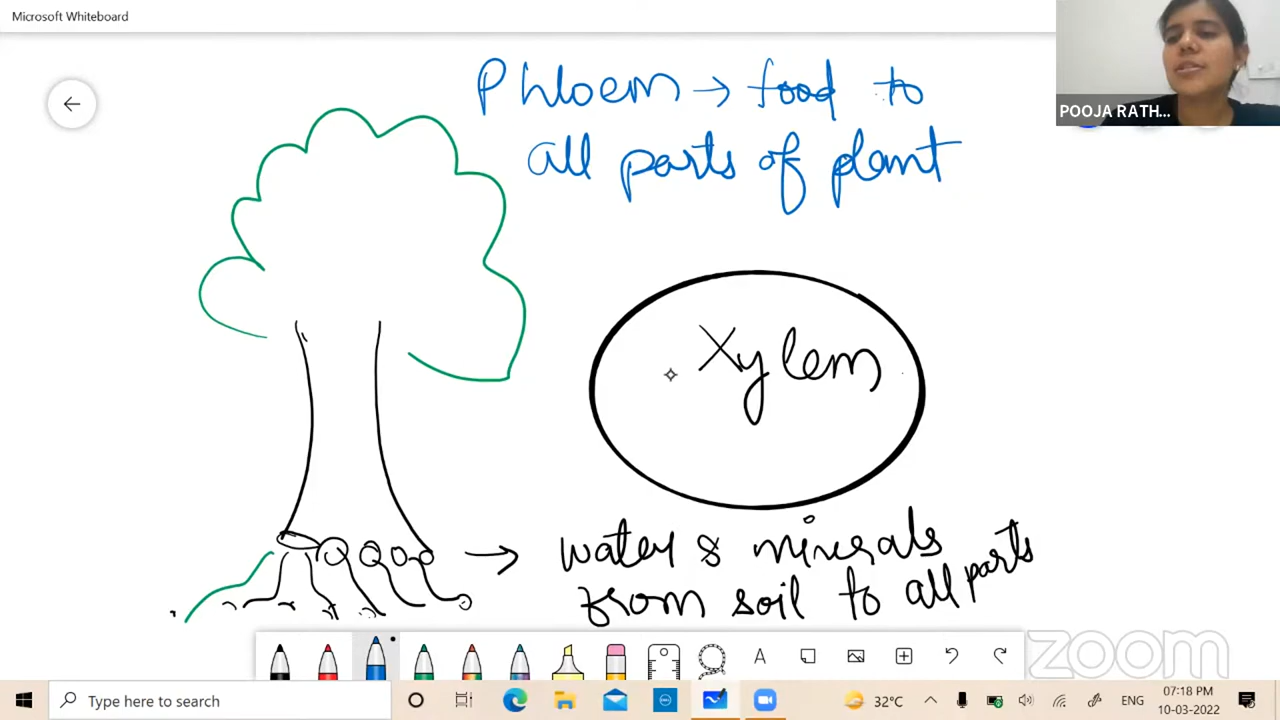 Microsoft Whiteboard
POOJA RATH...
Phloem → food to
all parts of plant
Xylem
→ water & minerals
from soil to all parts
zoom
Type here to search
32°C
ENG
07:18 PM
10-03-2022